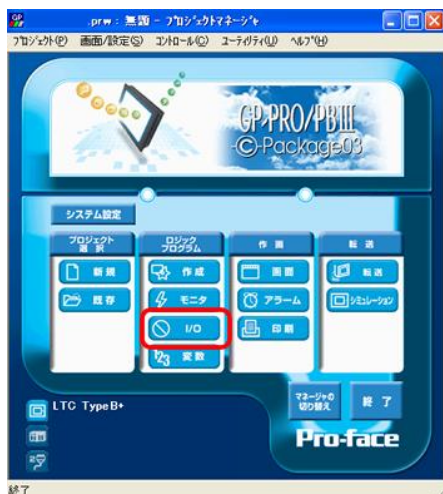 .prw : 無題 - プロジェクトマネージャ
プロジェクト(P) 画面/設定(S) コントロール(C) ユーティリティ(U) ヘルプ(H)
GP-PRO/PBIII
C-Package03
システム設定
プロジェクト
選 択
ロジック
プログラム
作 画
転 送
新 規
作 成
画 面
転 送
既 存
モニタ
アラーム
シミュレーション
I/O
印 刷
変 数
マネージャの
切り替え
終 了
LTC TypeB+
Pro-face
終了